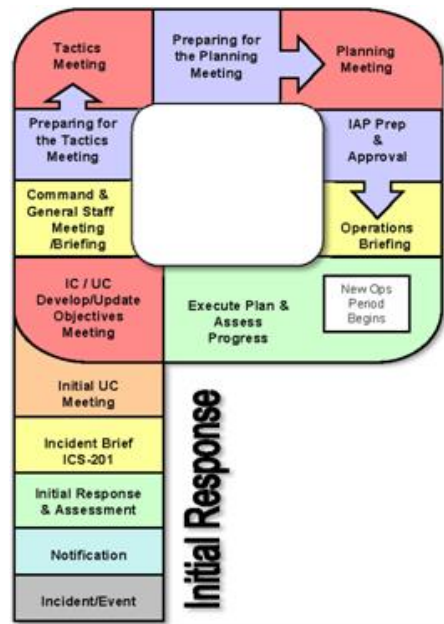 Tactics
Meeting
Preparing for
the Planning
Meeting
Planning
Meeting
Preparing for
the Tactics
Meeting
IAP Prep
&
Approval
Command &
General Staff
Meeting
/Briefing
Operations
Briefing
IC / UC
Develop/Update
Objectives
Meeting
Execute Plan &
Assess
Progress
New Ops
Period
Begins
Initial UC
Meeting
Incident Brief
ICS-201
Initial Response
& Assessment
Notification
Incident/Event
Initial Response